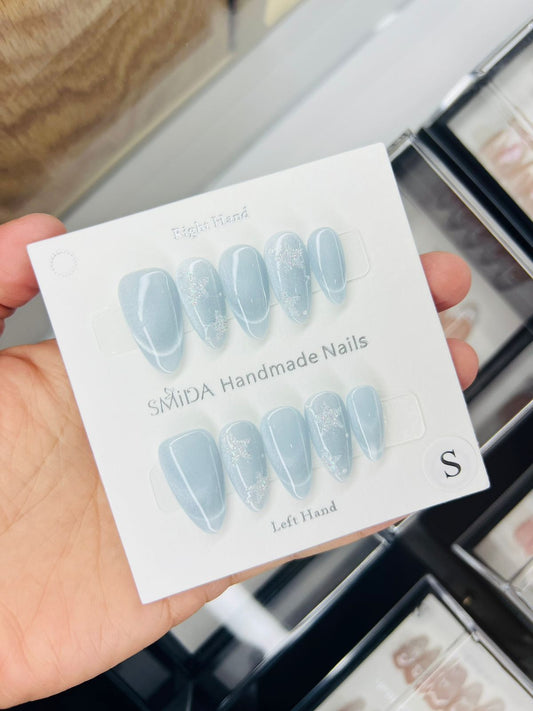 Right Hand
SMiDA Handmade Nails
Left Hand
S